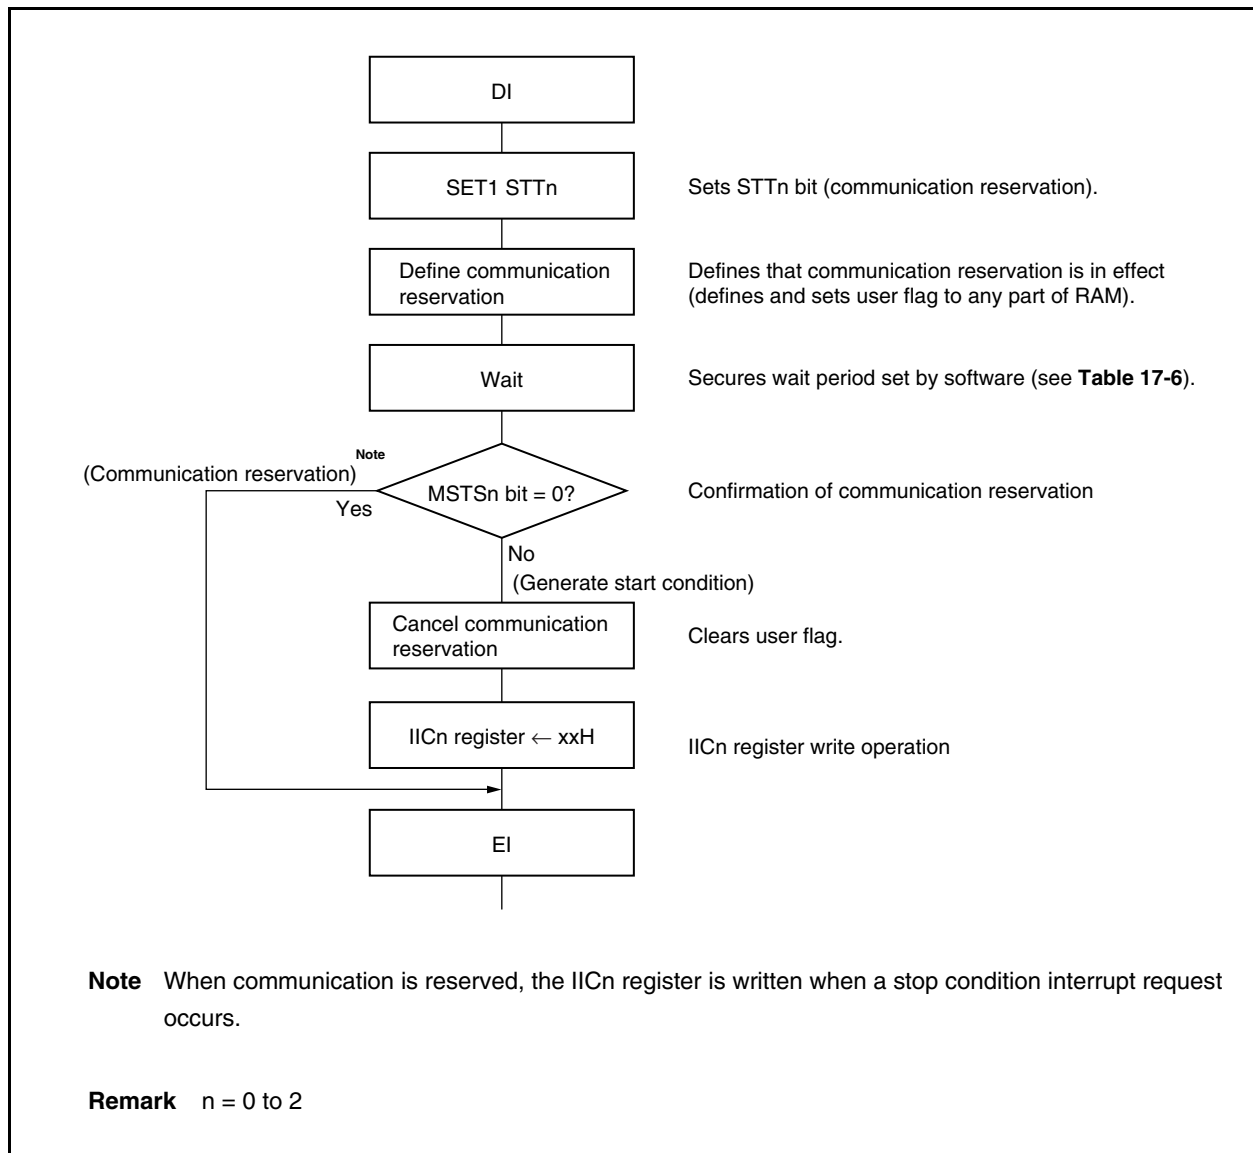 DI
SET1 STTn
Sets STTn bit (communication reservation).
Define communication
reservation
Defines that communication reservation is in effect
(defines and sets user flag to any part of RAM).
Wait
Secures wait period set by software (see Table 17-6).
(Communication reservation) Note
MSTSn bit = 0?
Confirmation of communication reservation
Yes
No
(Generate start condition)
Cancel communication
reservation
Clears user flag.
IICn register ← xxH
IICn register write operation
EI
Note When communication is reserved, the IICn register is written when a stop condition interrupt request
occurs.
Remark n = 0 to 2